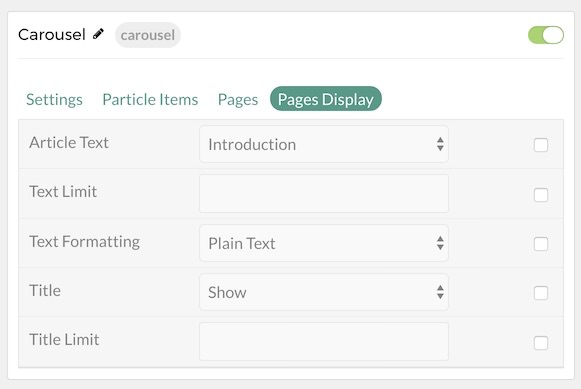 Carousel carousel
Settings Particle Items Pages Pages Display
Article Text Introduction
Text Limit
Text Formatting Plain Text
Title Show
Title Limit